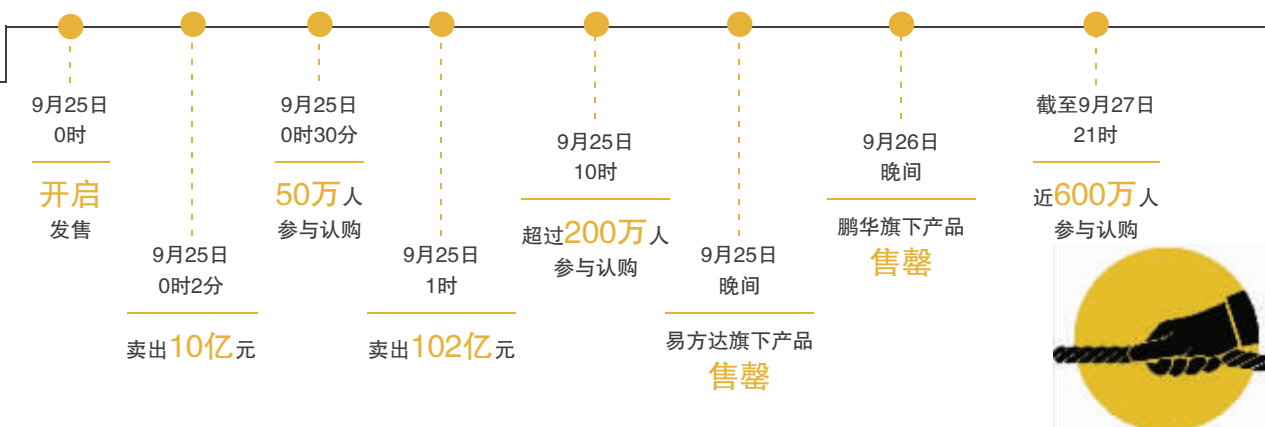 9月25日
0时
开启
发售
9月25日
0时2分
卖出10亿元
9月25日
0时30分
50万人
参与认购
9月25日
1时
卖出102亿元
9月25日
10时
超过200万人
参与认购
9月25日
晚间
易方达旗下产品
售罄
9月26日
晚间
鹏华旗下产品
售罄
截至9月27日
21时
近600万人
参与认购